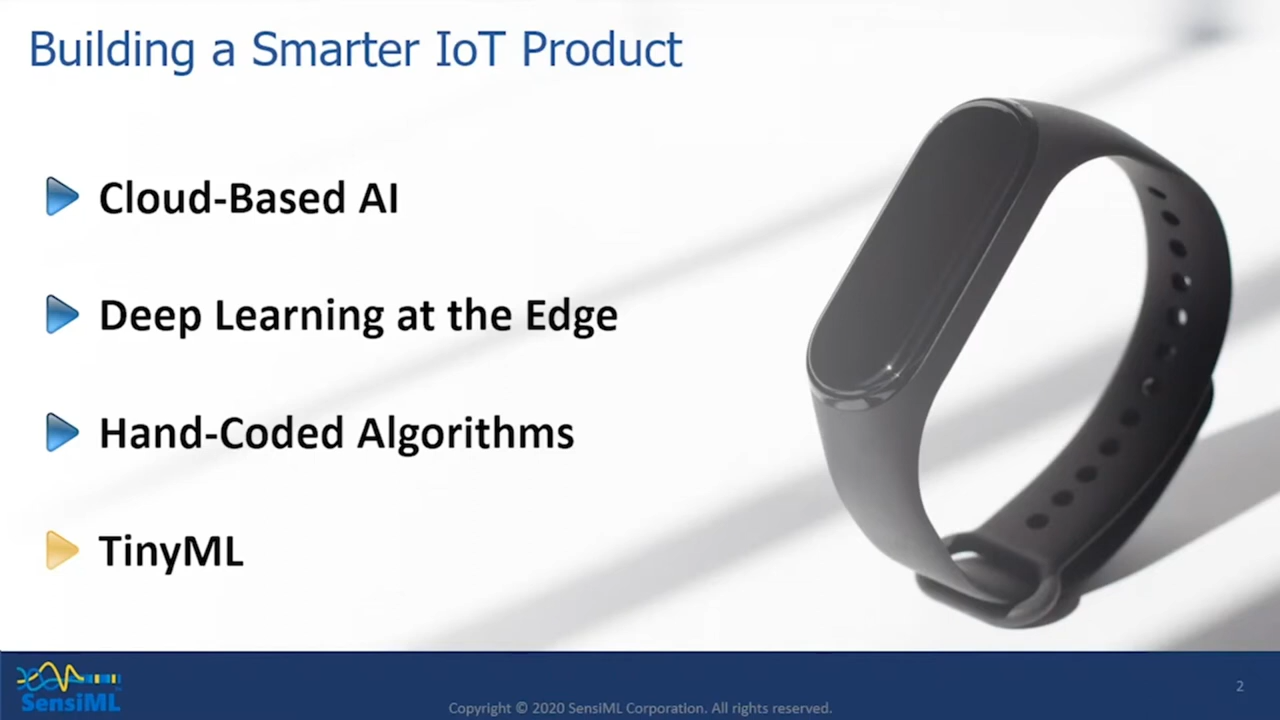 Building a Smarter IoT Product
Cloud-Based AI
Deep Learning at the Edge
Hand-Coded Algorithms
TinyML
SensiML
Copyright © 2020 SensiML Corporation. All rights reserved.
2